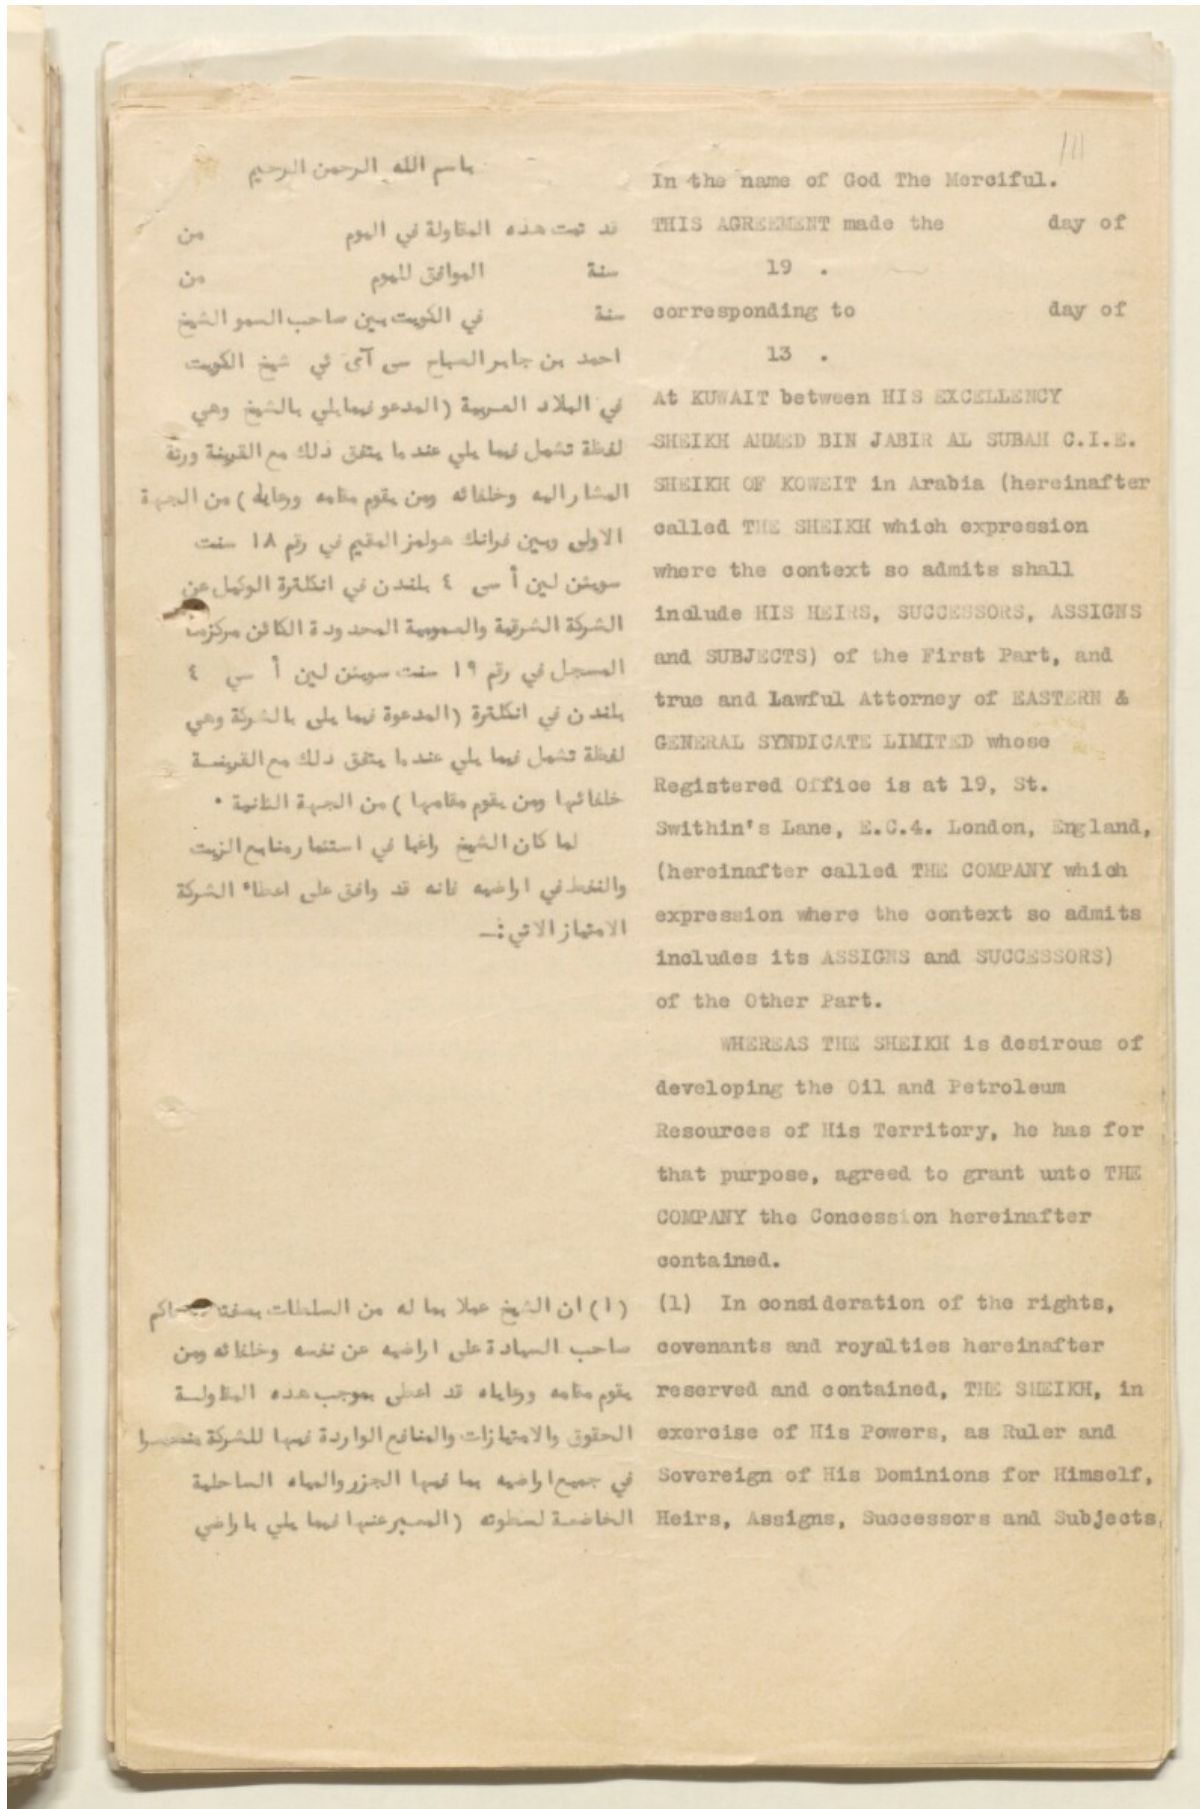 111
In the name of God The Merciful.
THIS AGREEMENT made the day of
19 .
corresponding to day of
13 .
At KUWAIT between HIS EXCELLENCY
SHEIKH AHMED BIN JABIR AL SUBAH C.I.E.
SHEIKH OF KOWEIT in Arabia (hereinafter
called THE SHEIKH which expression
where the context so admits shall
include HIS HEIRS, SUCCESSORS, ASSIGNS
and SUBJECTS) of the First Part, and
true and Lawful Attorney of EASTERN &
GENERAL SYNDICATE LIMITED whose
Registered Office is at 19, St.
Swithin's Lane, E.C.4. London, England,
(hereinafter called THE COMPANY which
expression where the context so admits
includes its ASSIGNS and SUCCESSORS)
of the Other Part.
WHEREAS THE SHEIKH is desirous of
developing the Oil and Petroleum
Resources of His Territory, he has for
that purpose, agreed to grant unto THE
COMPANY the Concession hereinafter
contained.
(1) In consideration of the rights,
covenants and royalties hereinafter
reserved and contained, THE SHEIKH, in
exercise of His Powers, as Ruler and
Sovereign of His Dominions for Himself,
Heirs, Assigns, Successors and Subjects,
باسم الله الرحمن الرحيم
قد تمت هذه المقاولة في اليوم من
سنة الموافق لليوم من
سنة في الكويت بين صاحب السمو الشيخ
احمد بن جابر الصباح سى آى ئي شيخ الكويت
في البلاد العربية (المدعو فيما يلي بالشيخ وهي
لفظة تشمل فيما يلي عندما يتفق ذلك مع القرينة ورثة
المشار اليه وخلفائه ومن يقوم مقامه ورعاياه) من الجهة
الاولى وبين فرانك هولمز المقيم في رقم ١٨ سنت
سويثن لين أ سى ٤ بلندن في انكلترة الوكيل عن
الشركة الشرقية والعمومية المحدودة الكائن مركزها
المسجل في رقم ١٩ سنت سويثن لين أ سي ٤
بلندن في انكلترة (المدعوة فيما يلى بالشركة وهي
لفظة تشمل فيما يلي عندما يتفق ذلك مع القرينة
خلفائها ومن يقوم مقامها) من الجهة الثانية ٠
لما كان الشيخ راغبا في استثمار منابع الزيت
والنفط في اراضيه فانه قد وافق على اعطاء الشركة
الامتياز الاتي :ــ
(١) ان الشيخ عملا بما له من السلطات بصفته حاكم
صاحب السيادة على اراضيه عن نفسه وخلفائه ومن
يقوم مقامه ورعاياه قد اعطى بموجب هذه المقاولة
الحقوق والامتيازات والمنافع الواردة فيها للشركة منحصرا
في جميع اراضيه بما فيها الجزر والمياه الساحلية
الخاضعة لسطوته (المعبر عنها فيما يلي باراضي